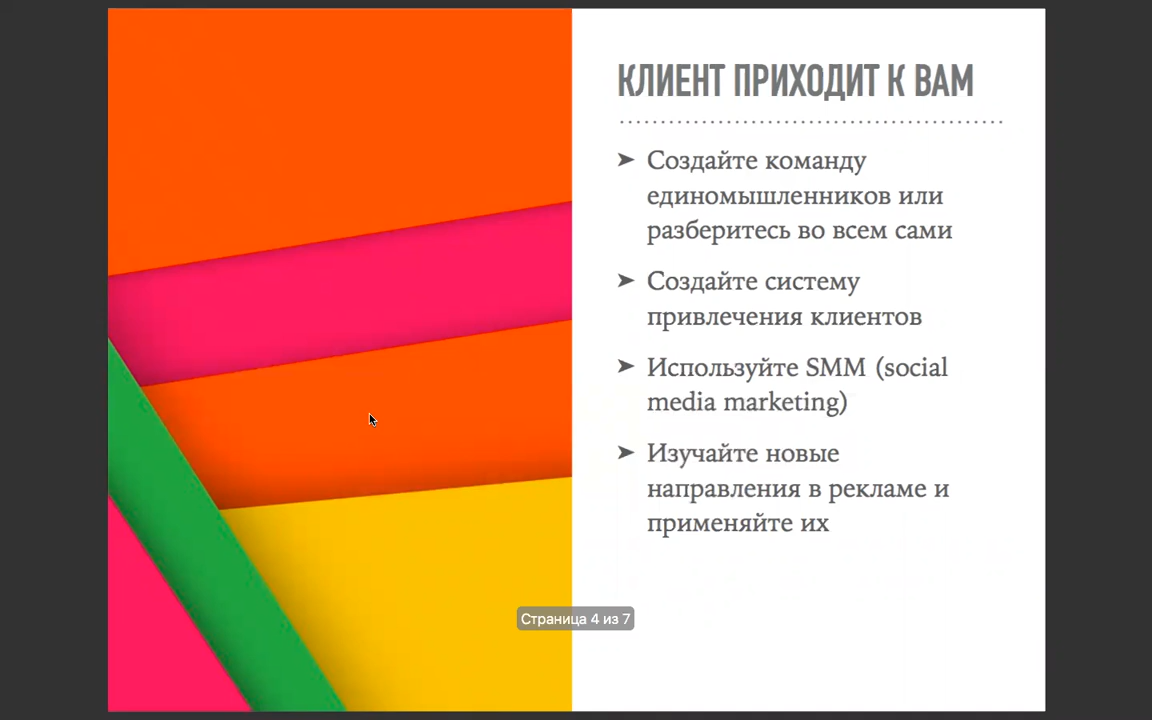 КЛИЕНТ ПРИХОДИТ К ВАМ
➤ Создайте команду
единомышленников или
разберитесь во всем сами
➤ Создайте систему
привлечения клиентов
➤ Используйте SMM (social
media marketing)
➤ Изучайте новые
направления в рекламе и
применяйте их
Страница 4 из 7